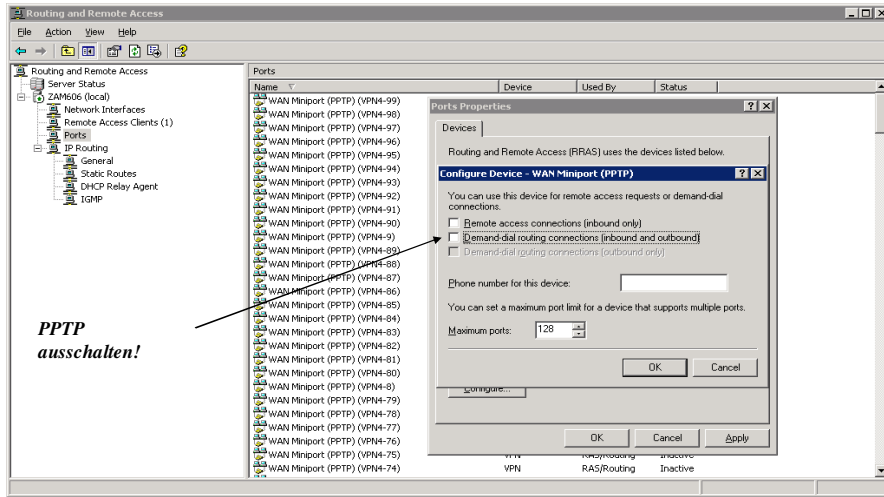 Routing and Remote Access
File Action View Help
Routing and Remote Access
Server Status
ZAM606 (local)
Network Interfaces
Remote Access Clients (1)
Ports
IP Routing
General
Static Routes
DHCP Relay Agent
IGMP
Ports
Name Device Used By Status
WAN Miniport (PPTP) (VPN4-99)
WAN Miniport (PPTP) (VPN4-98)
WAN Miniport (PPTP) (VPN4-97)
WAN Miniport (PPTP) (VPN4-96)
WAN Miniport (PPTP) (VPN4-95)
WAN Miniport (PPTP) (VPN4-94)
WAN Miniport (PPTP) (VPN4-93)
WAN Miniport (PPTP) (VPN4-92)
WAN Miniport (PPTP) (VPN4-91)
WAN Miniport (PPTP) (VPN4-90)
WAN Miniport (PPTP) (VPN4-9)
WAN Miniport (PPTP) (VPN4-89)
WAN Miniport (PPTP) (VPN4-88)
WAN Miniport (PPTP) (VPN4-87)
WAN Miniport (PPTP) (VPN4-86)
WAN Miniport (PPTP) (VPN4-85)
WAN Miniport (PPTP) (VPN4-84)
WAN Miniport (PPTP) (VPN4-83)
WAN Miniport (PPTP) (VPN4-82)
WAN Miniport (PPTP) (VPN4-81)
WAN Miniport (PPTP) (VPN4-80)
WAN Miniport (PPTP) (VPN4-8)
WAN Miniport (PPTP) (VPN4-79)
WAN Miniport (PPTP) (VPN4-78)
WAN Miniport (PPTP) (VPN4-77)
WAN Miniport (PPTP) (VPN4-76)
WAN Miniport (PPTP) (VPN4-75) VPN RAS/Routing Inactive
WAN Miniport (PPTP) (VPN4-74) VPN RAS/Routing Inactive
Ports Properties
Devices
Routing and Remote Access (RRAS) uses the devices listed below.
Configure Device - WAN Miniport (PPTP)
You can use this device for remote access requests or demand-dial
connections.
Remote access connections (inbound only)
Demand-dial routing connections (inbound and outbound)
Demand-dial routing connections (outbound only)
Phone number for this device:
You can set a maximum port limit for a device that supports multiple ports.
Maximum ports: 128
OK Cancel
Configure...
OK Cancel Apply
PPTP
ausschalten!